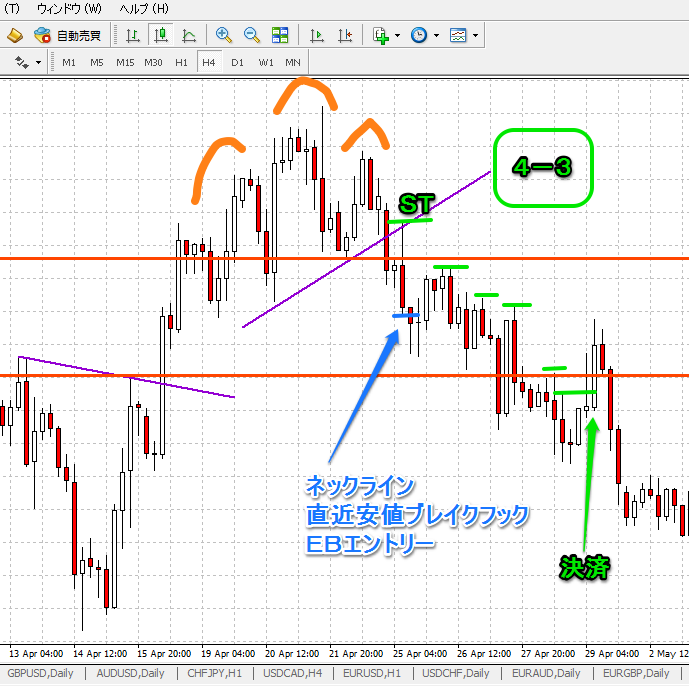 (T) ウィンドウ(W) ヘルプ(H)
自動売買
M1 M5 M15 M30 H1 H4 D1 W1 MN
4-3
ST
ネックライン
直近安値ブレイクフック
EBエントリー
決済
13 Apr 04:00 14 Apr 12:00 15 Apr 20:00 19 Apr 04:00 20 Apr 12:00 21 Apr 20:00 25 Apr 04:00 26 Apr 12:00 27 Apr 20:00 29 Apr 04:00 2 May 12
GBPUSD,Daily AUDUSD,Daily CHFJPY,H1 USDCAD,H4 EURUSD,H1 USDCHF,Daily EURAUD,Daily EURGBP,Daily